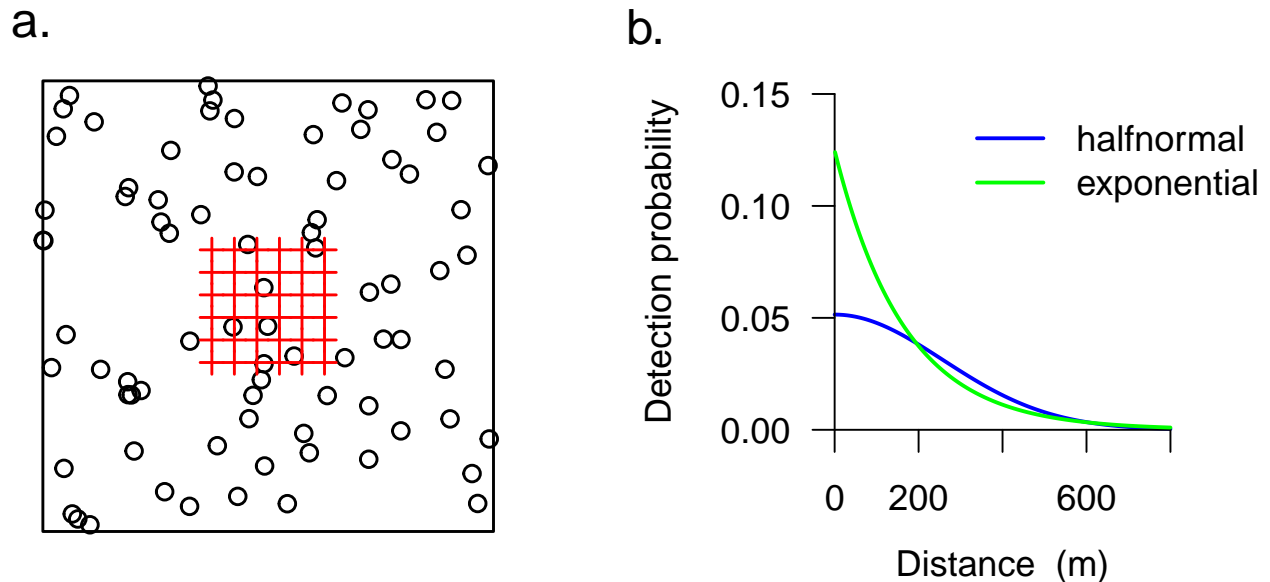 a.
b.
0.15
0.10
0.05
0.00
Detection probability
halfnormal
exponential
0 200 600
Distance (m)